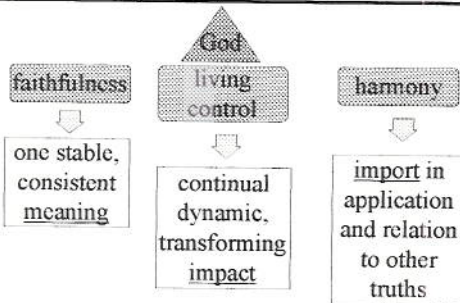 God
faithfulness
living
control
harmony
one stable,
consistent
meaning
continual
dynamic,
transforming
impact
import in
application
and relation
to other
truths